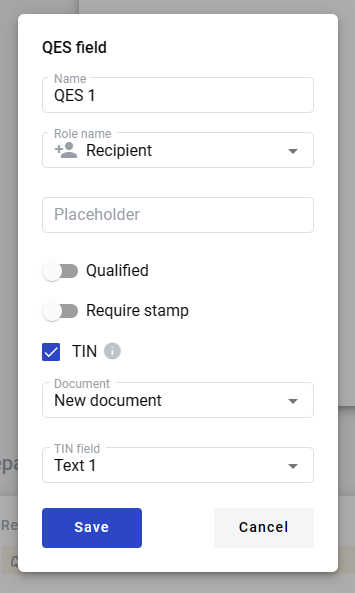 QES field
Name
QES 1
Role name
Recipient
Placeholder
Qualified
Require stamp
TIN
Document
New document
TIN field
Text 1
Save
Cancel